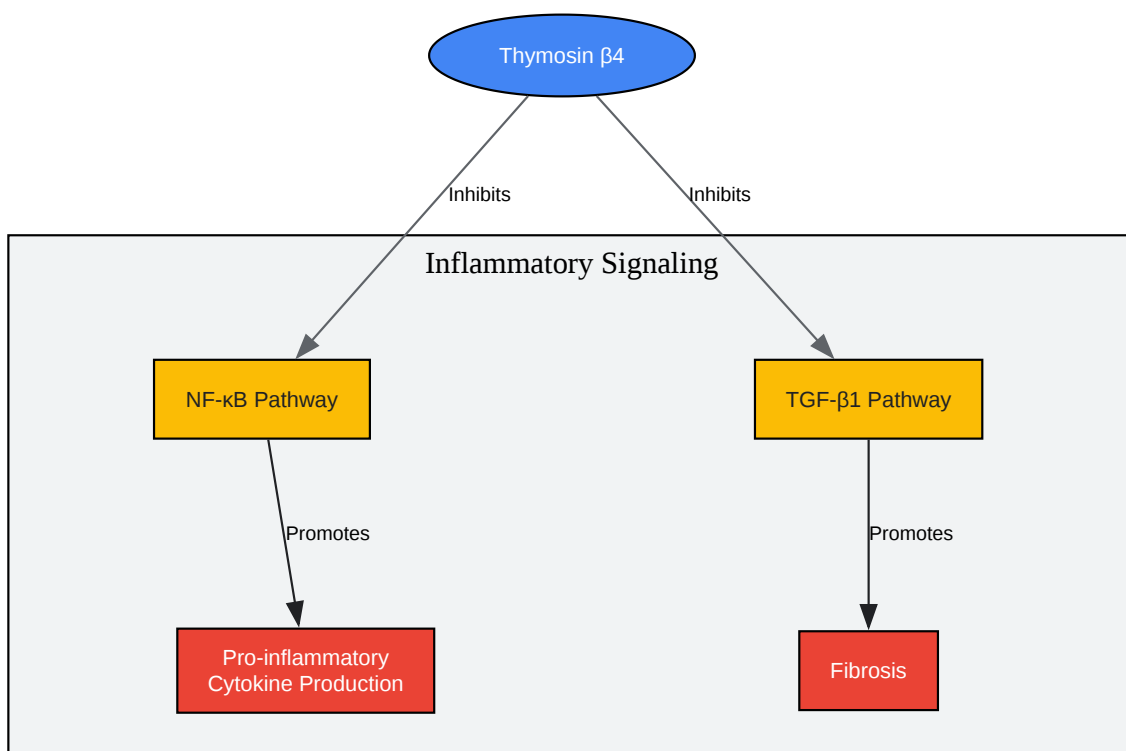 Thymosin β4
Inhibits
Inhibits
Inflammatory Signaling
NF-κB Pathway
TGF-β1 Pathway
Promotes
Promotes
Pro-inflammatory
Cytokine Production
Fibrosis